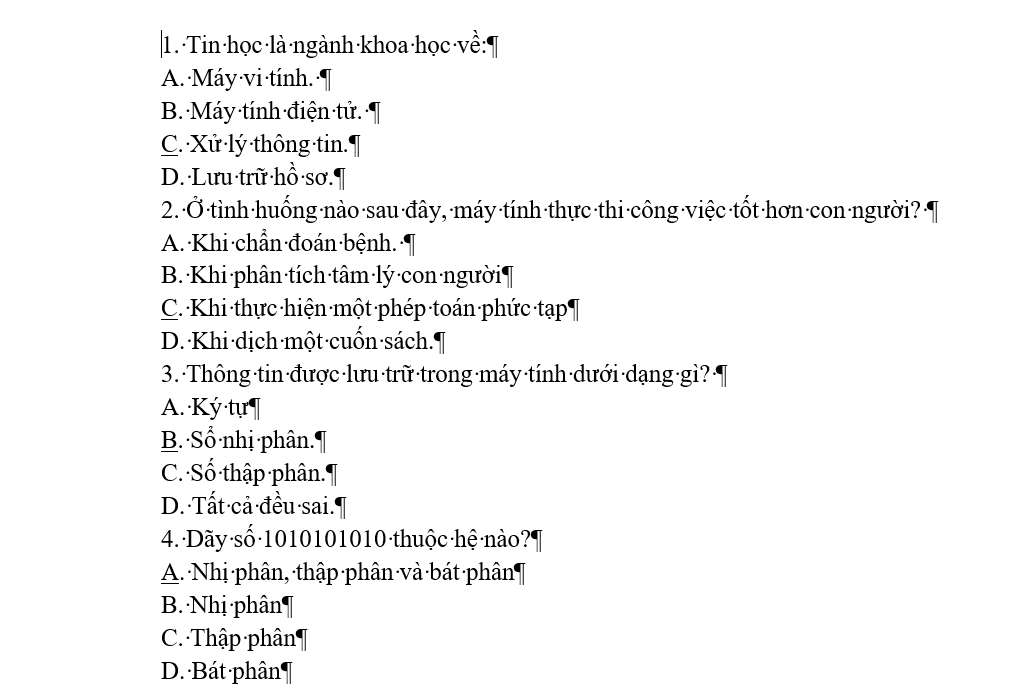 1. Tin học là ngành khoa học về:
A. Máy vi tính.
B. Máy tính điện tử.
C. Xử lý thông tin.
D. Lưu trữ hồ sơ.
2. Ở tình huống nào sau đây, máy tính thực thi công việc tốt hơn con người?
A. Khi chẩn đoán bệnh.
B. Khi phân tích tâm lý con người
C. Khi thực hiện một phép toán phức tạp
D. Khi dịch một cuốn sách.
3. Thông tin được lưu trữ trong máy tính dưới dạng gì?
A. Ký tự
B. Sổ nhị phân.
C. Số thập phân.
D. Tất cả đều sai.
4. Dãy số 1010101010 thuộc hệ nào?
A. Nhị phân, thập phân và bát phân
B. Nhị phân
C. Thập phân
D. Bát phân